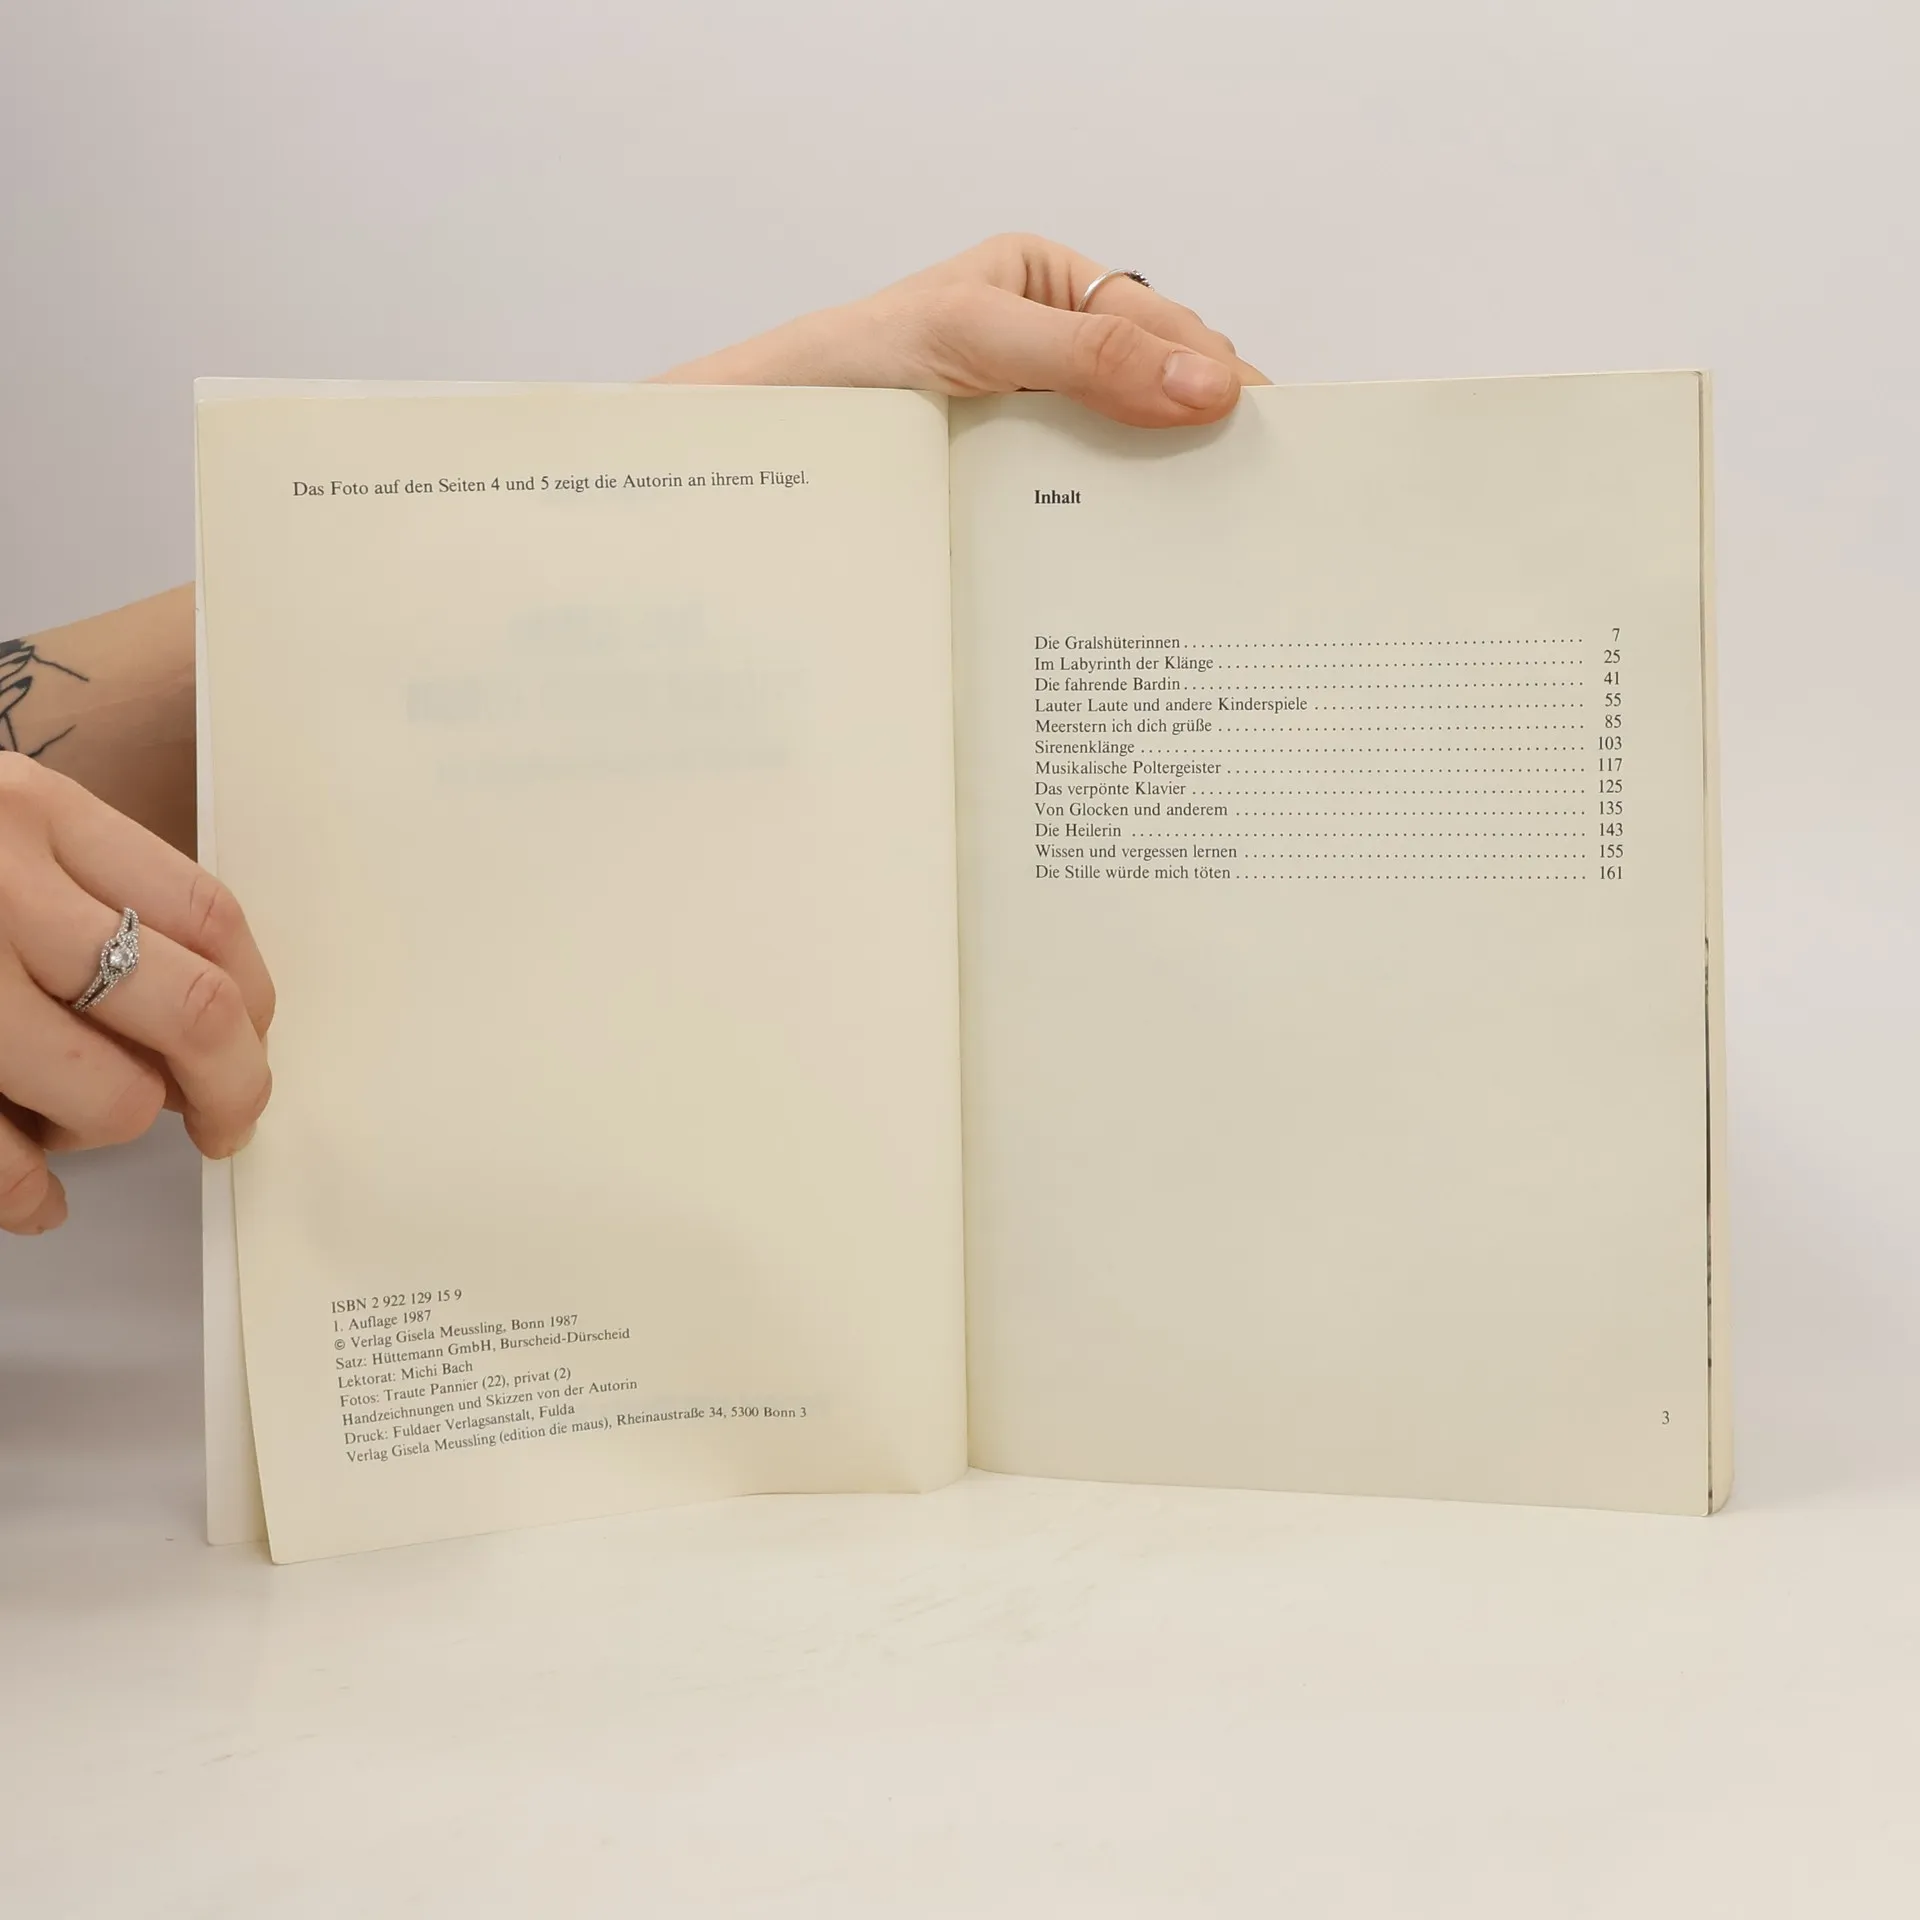 Das Foto auf den Seiten 4 und 5 zeigt die Autorin an ihrem Flügel.
ISBN 2 922 129 15 9
1. Auflage 1987
© Verlag Gisela Meussling, Bonn 1987
Satz: Hüttemann GmbH, Burscheid-Dürscheid
Lektorat: Michi Bach
Fotos: Traute Pannier (22), privat (2)
Handzeichnungen und Skizzen von der Autorin
Druck: Fuldaer Verlagsanstalt, Fulda
Verlag Gisela Meussling (edition die maus), Rheinaustraße 34, 5300 Bonn 3
Inhalt
Die Gralshüterinnen ........................................ 7
Im Labyrinth der Klänge ........................................ 25
Die fahrende Bardin ........................................ 41
Lauter Laute und andere Kinderspiele ........................................ 55
Meerstern ich dich grüße ........................................ 85
Sirenenklänge ........................................ 103
Musikalische Poltergeister ........................................ 117
Das verpönte Klavier ........................................ 125
Von Glocken und anderem ........................................ 135
Die Heilerin ........................................ 143
Wissen und vergessen lernen ........................................ 155
Die Stille würde mich töten ........................................ 161
3